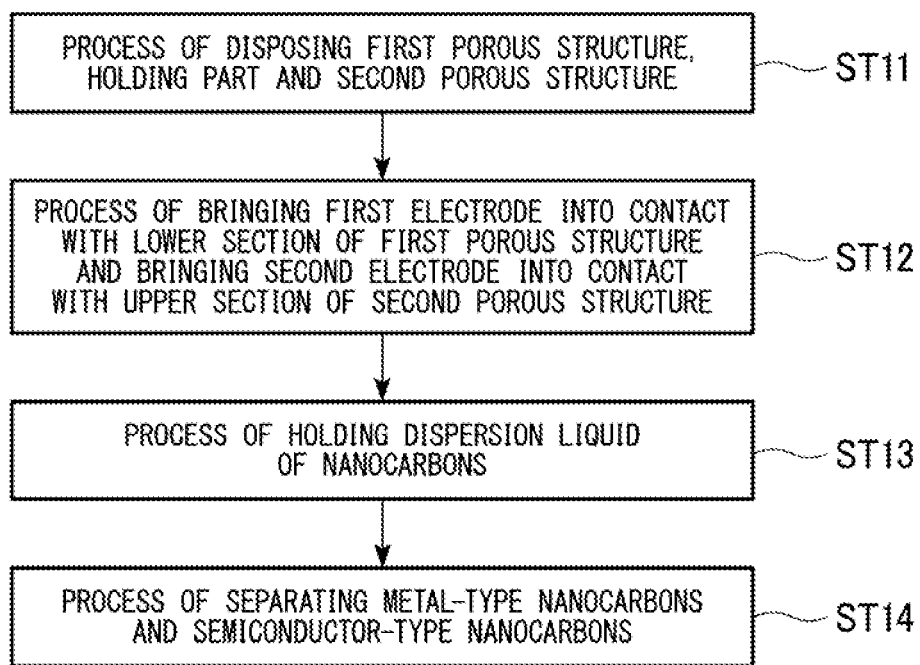 PROCESS OF DISPOSING FIRST POROUS STRUCTURE,
HOLDING PART AND SECOND POROUS STRUCTURE
ST11
PROCESS OF BRINGING FIRST ELECTRODE INTO CONTACT
WITH LOWER SECTION OF FIRST POROUS STRUCTURE
AND BRINGING SECOND ELECTRODE INTO CONTACT
WITH UPPER SECTION OF SECOND POROUS STRUCTURE
ST12
PROCESS OF HOLDING DISPERSION LIQUID
OF NANOCARBONS
ST13
PROCESS OF SEPARATING METAL-TYPE NANOCARBONS
AND SEMICONDUCTOR-TYPE NANOCARBONS
ST14